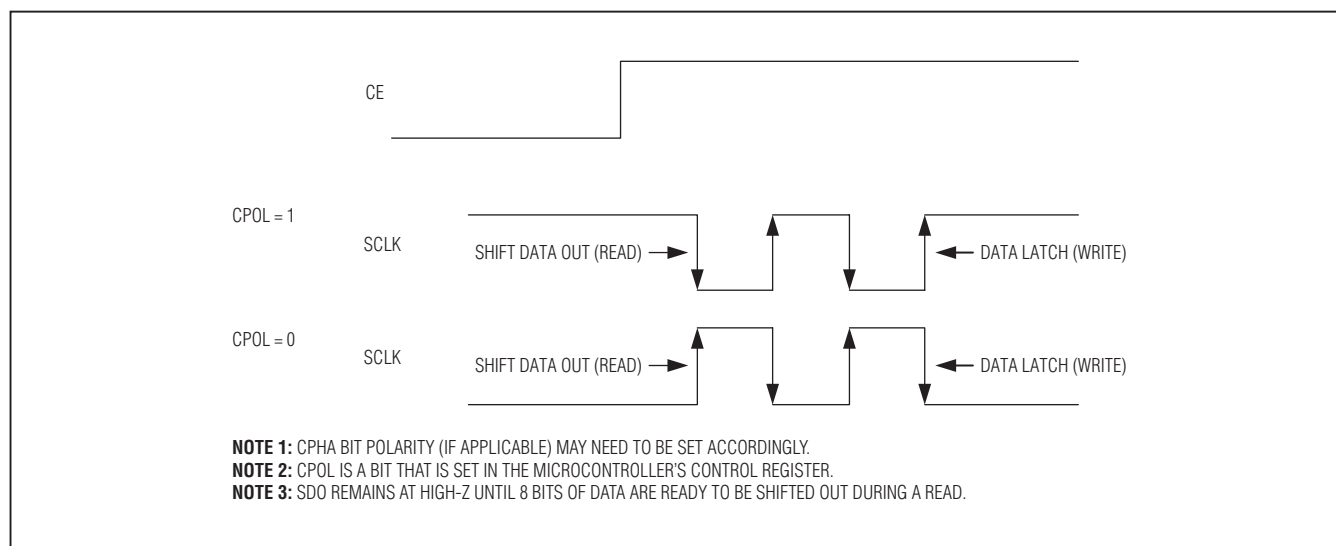 CE
CPOL = 1
SCLK
SHIFT DATA OUT (READ)
DATA LATCH (WRITE)
CPOL = 0
SCLK
SHIFT DATA OUT (READ)
DATA LATCH (WRITE)
NOTE 1: CPHA BIT POLARITY (IF APPLICABLE) MAY NEED TO BE SET ACCORDINGLY.
NOTE 2: CPOL IS A BIT THAT IS SET IN THE MICROCONTROLLER'S CONTROL REGISTER.
NOTE 3: SDO REMAINS AT HIGH-Z UNTIL 8 BITS OF DATA ARE READY TO BE SHIFTED OUT DURING A READ.